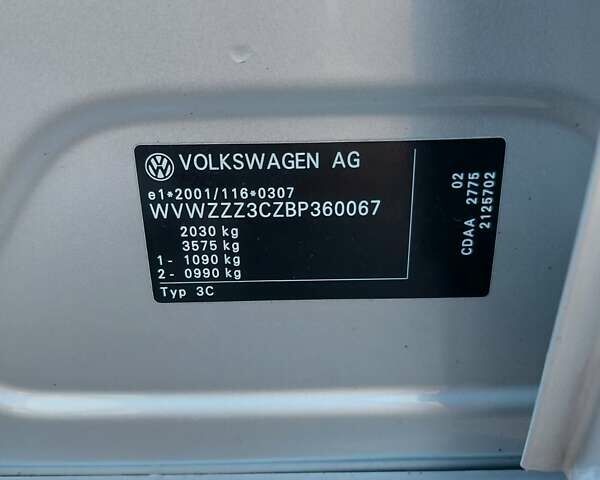 VOLKSWAGEN AG
e1*2001/116*0307
WVWZZZ3CZBP360067
2030 kg
3575 kg
1- 1090 kg
2- 0990 kg
Typ 3C
02
CDAA 2775
2125702